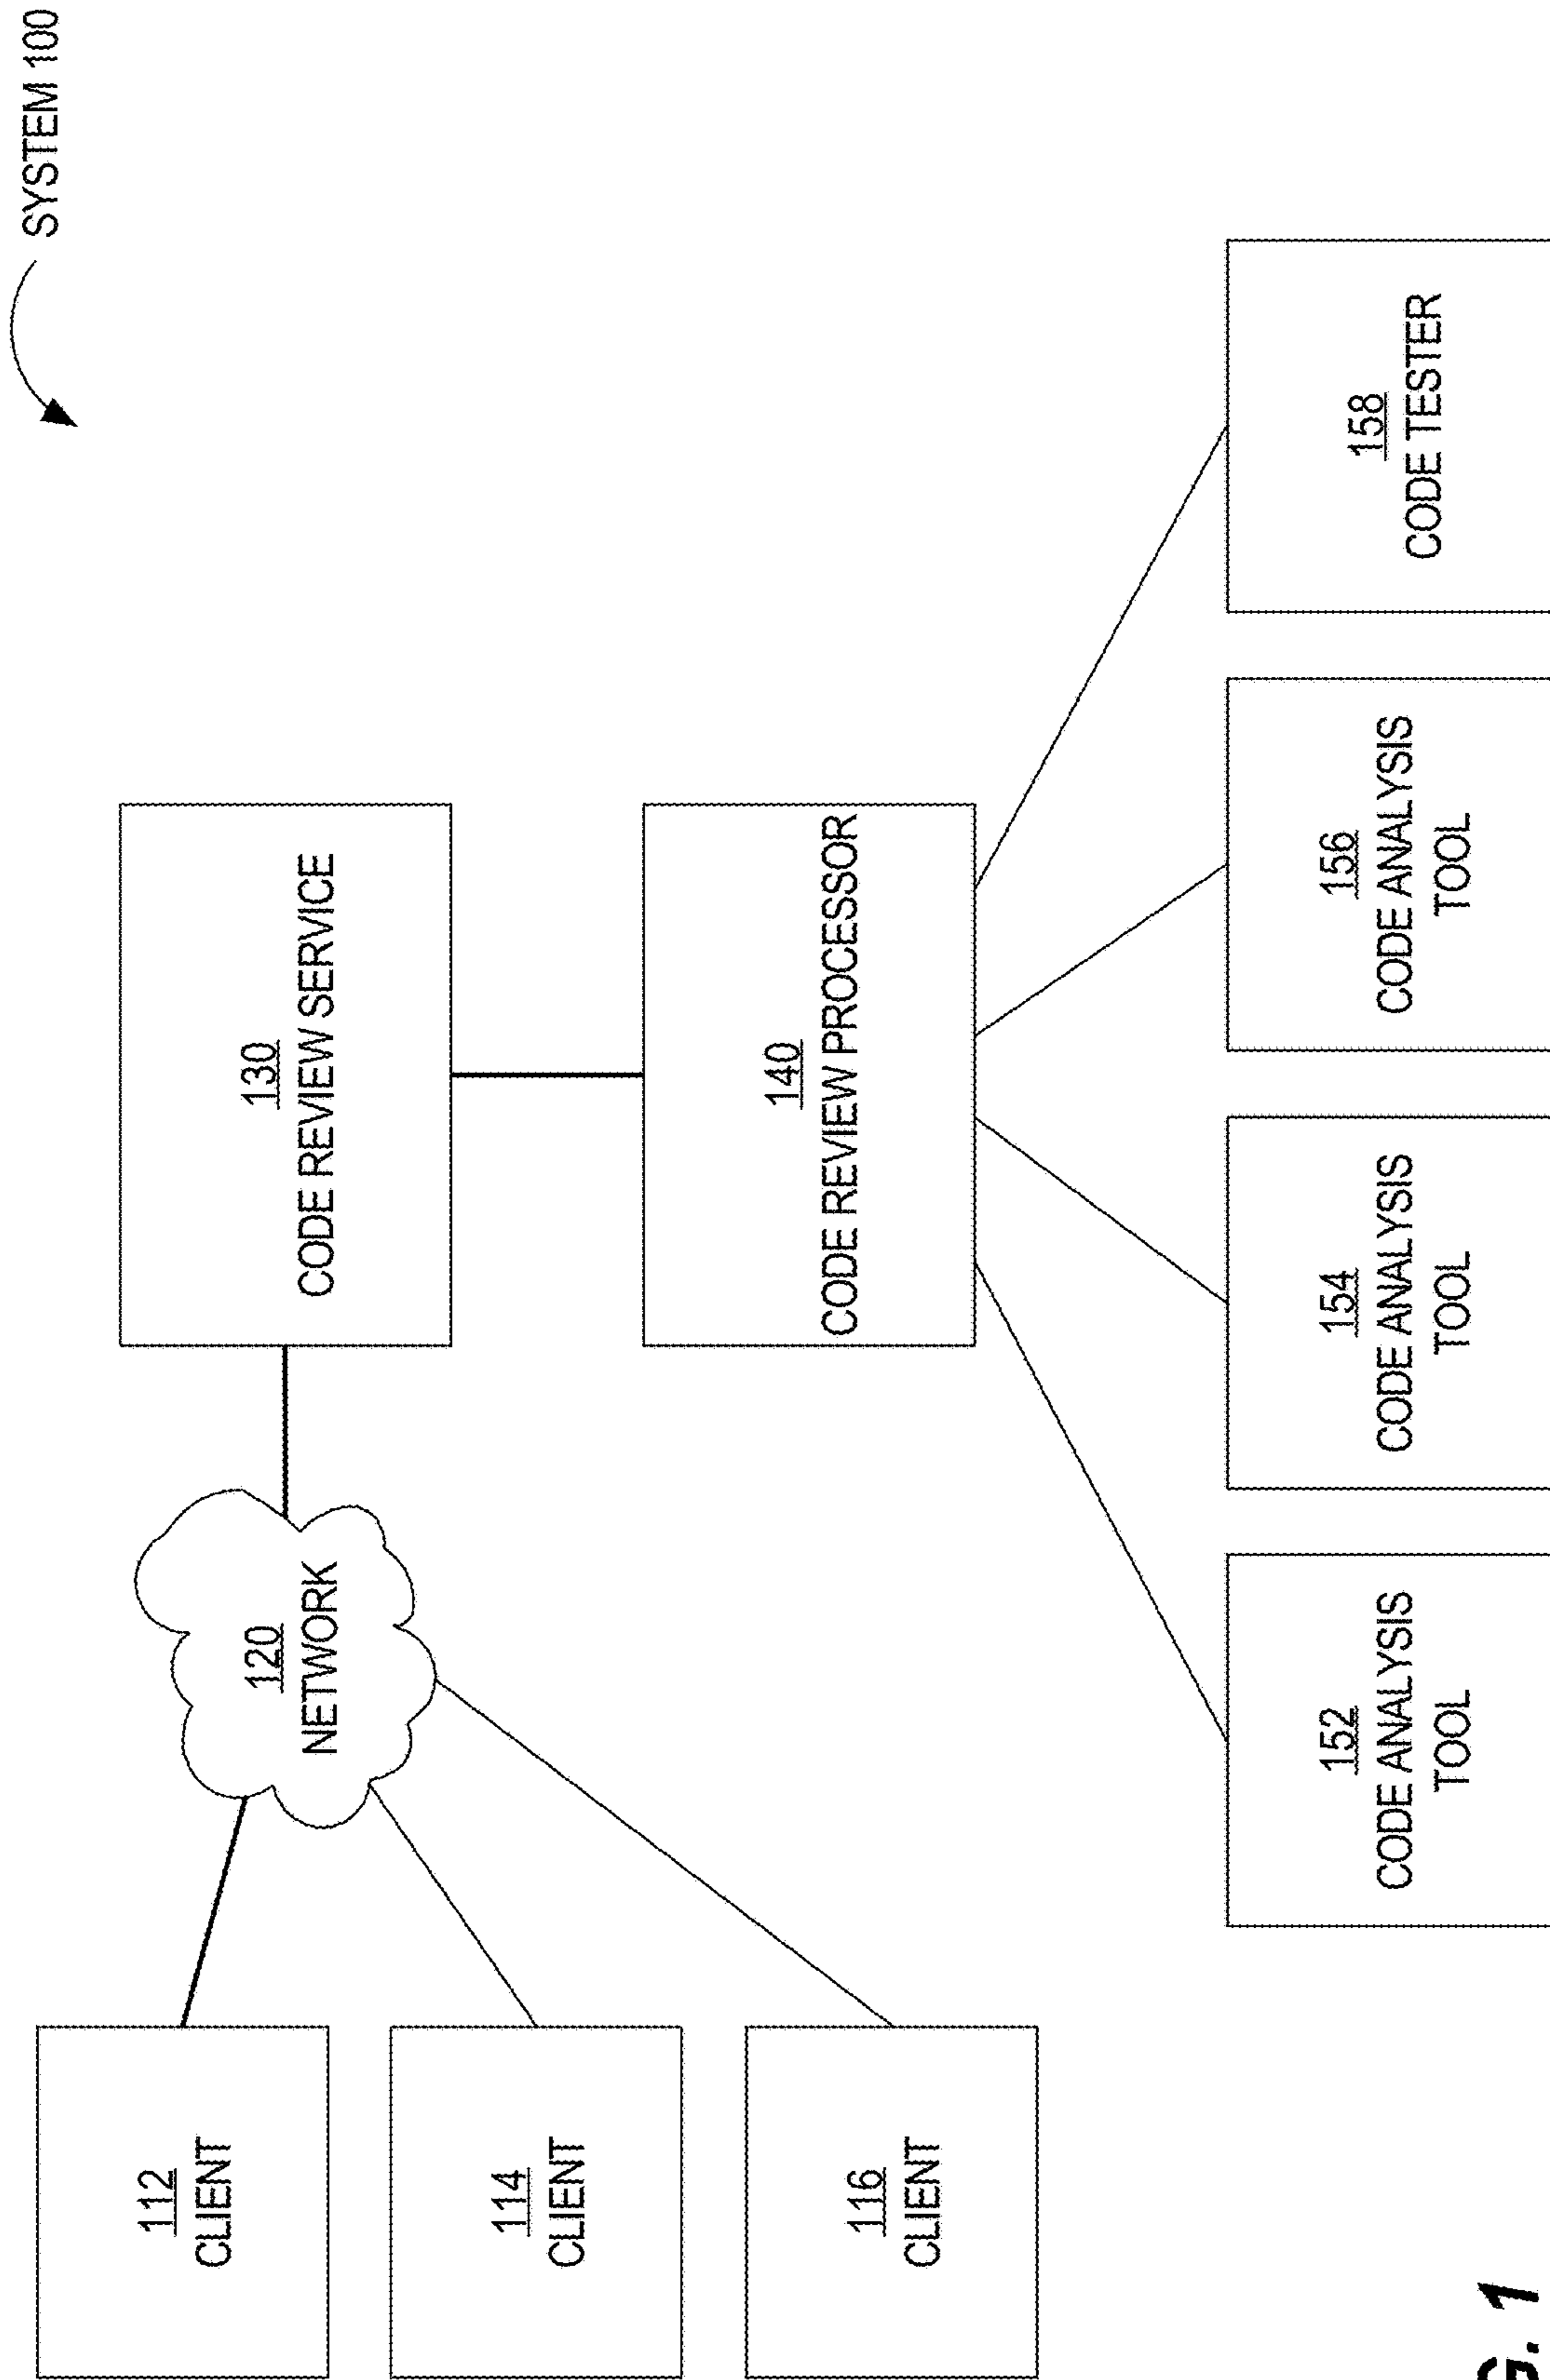 SYSTEM 100
112
CLIENT
114
CLIENT
116
CLIENT
120
NETWORK
130
CODE REVIEW SERVICE
140
CODE REVIEW PROCESSOR
152
CODE ANALYSIS
TOOL
154
CODE ANALYSIS
TOOL
156
CODE ANALYSIS
TOOL
158
CODE TESTER
G. 1